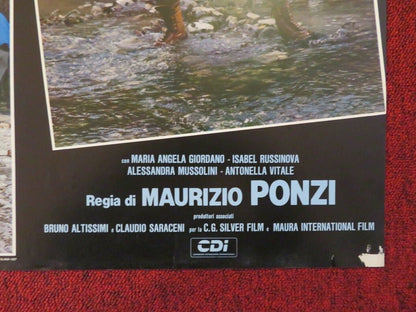 con MARIA ANGELA GIORDANO - ISABEL RUSSINOVA
ALESSANDRA MUSSOLINI - ANTONELLA VITALE
Regia di MAURIZIO PONZI
produttori associati
BRUNO ALTISSIMI e CLAUDIO SARACENI per la C.G. SILVER FILM e MAURA INTERNATIONAL FILM
CDi